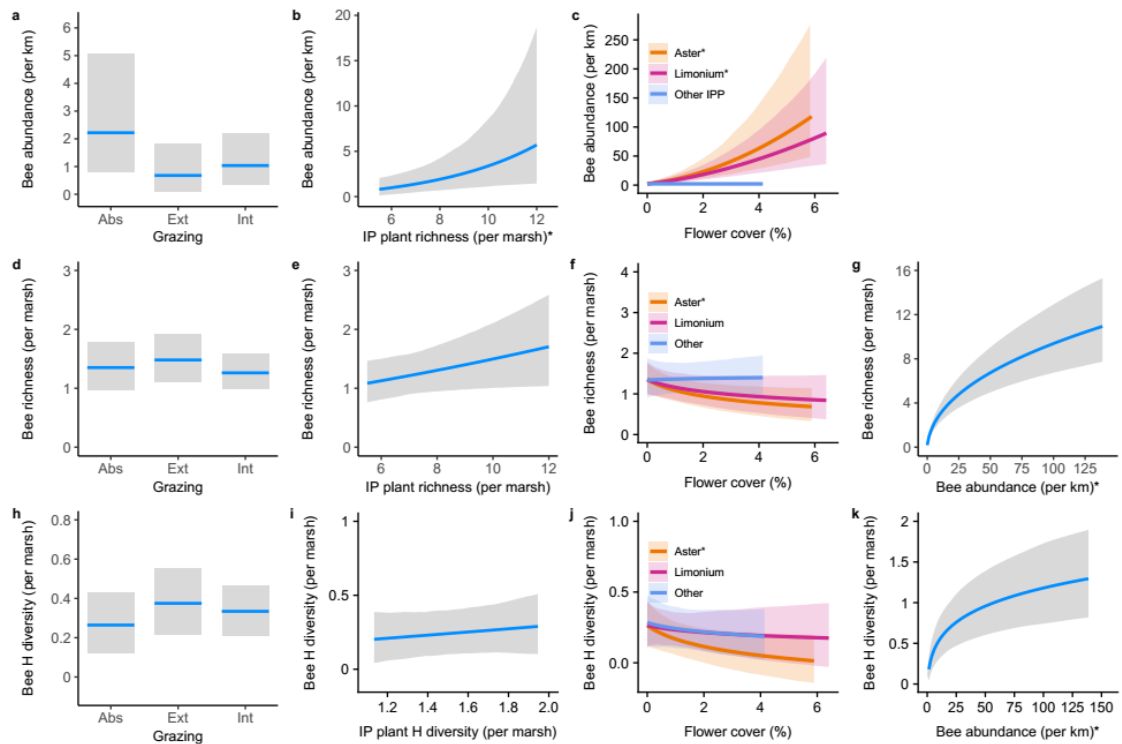 a
Bee abundance (per km)
6
5
4
3
2
1
0
Abs Ext Int
Grazing
b
Bee abundance (per km)
20
15
10
5
0
6 8 10 12
IP plant richness (per marsh)*
c
Bee abundance (per km)
250
200
150
100
50
0
Aster*
Limonium*
Other IPP
0 2 4 6
Flower cover (%)
d
Bee richness (per marsh)
3
2
1
0
Abs Ext Int
Grazing
e
Bee richness (per marsh)
3
2
1
0
6 8 10 12
IP plant richness (per marsh)
f
Bee richness (per marsh)
4
3
2
1
0
Aster*
Limonium
Other
0 2 4 6
Flower cover (%)
g
Bee richness (per marsh)
16
12
8
4
0
0 25 50 75 100 125
Bee abundance (per km)*
h
Bee H diversity (per marsh)
0.8
0.6
0.4
0.2
0
Abs Ext Int
Grazing
i
Bee H diversity (per marsh)
1
0.5
0
1.2 1.4 1.6 1.8 2.0
IP plant H diversity (per marsh)
j
Bee H diversity (per marsh)
1.0
0.5
0.0
Aster*
Limonium
Other
0 2 4 6
Flower cover (%)
k
Bee H diversity (per marsh)
2
1.5
1
0.5
0
0 25 50 75 100 125 150
Bee abundance (per km)*